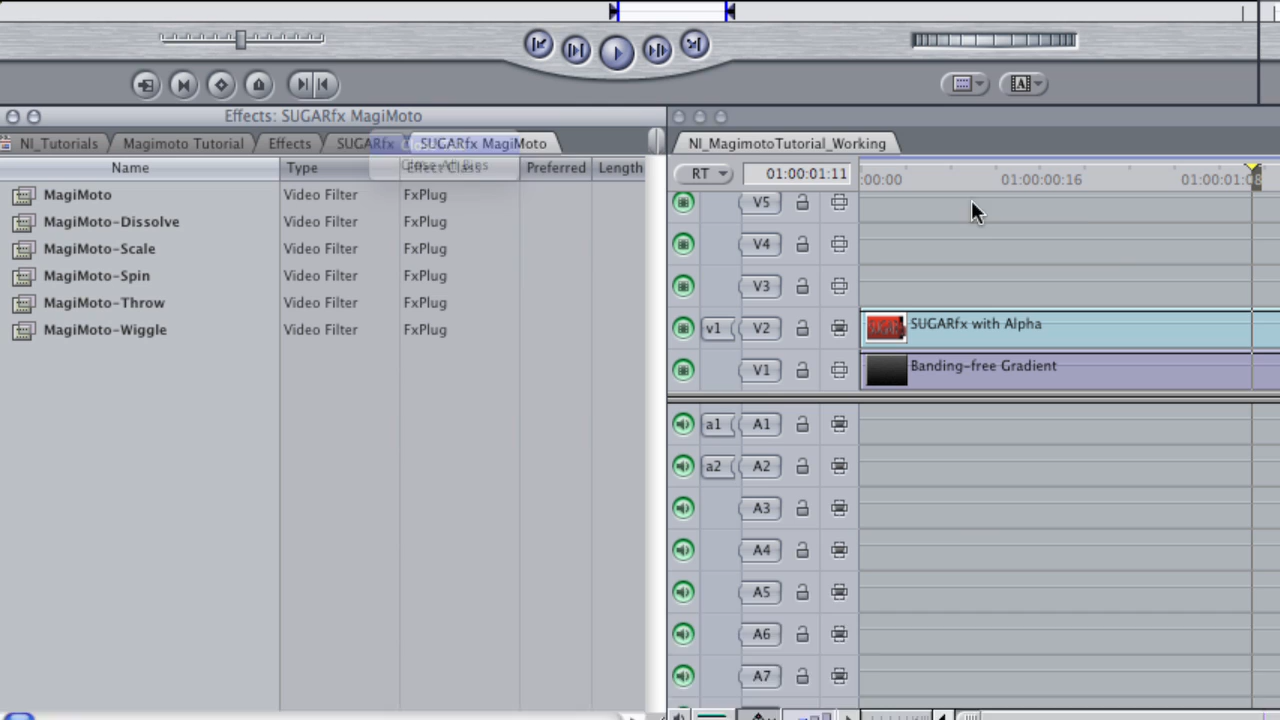 Effects: SUGARfx MagiMoto
NI_Tutorials Magimoto Tutorial Effects SUGARfx SUGARfx MagiMoto
NI_MagimotoTutorial_Working
Name Type Effect Class Preferred Length
RT 01:00:01:11 :00:00 01:00:00:16
MagiMoto Video Filter FxPlug
MagiMoto-Dissolve Video Filter FxPlug
MagiMoto-Scale Video Filter FxPlug
MagiMoto-Spin Video Filter FxPlug
MagiMoto-Throw Video Filter FxPlug
MagiMoto-Wiggle Video Filter FxPlug
V5
V4
V3
v1 V2 SUGARfx with Alpha
V1 Banding-free Gradient
a1 A1
a2 A2
A3
A4
A5
A6
A7